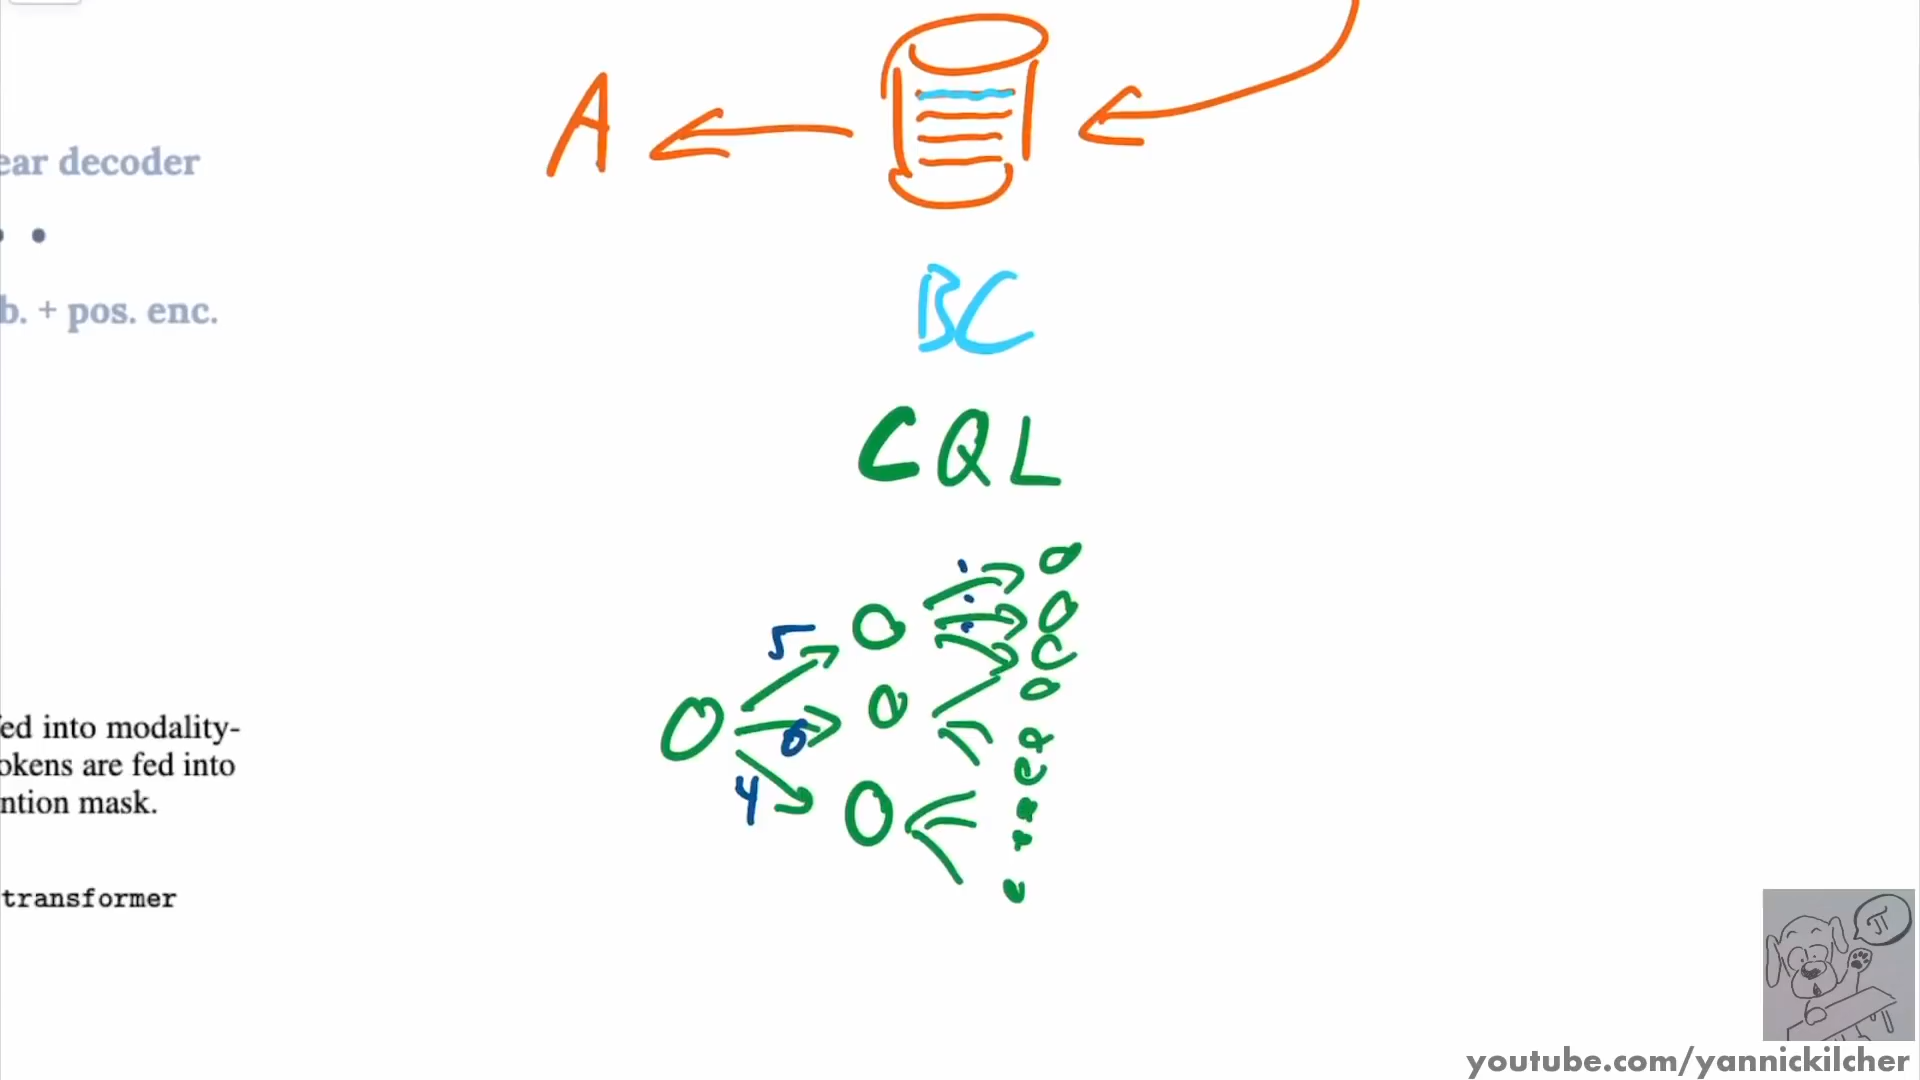 A
ear decoder
b. + pos. enc.
BC
CQL
5
6
4
ed into modality-
okens are fed into
ntion mask.
transformer
π
youtube.com/yannickilcher